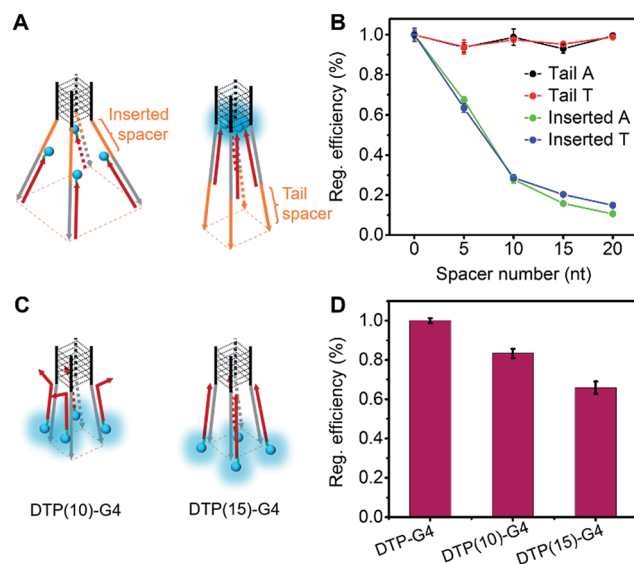 A
Inserted
spacer
Tail
spacer
B
Reg. efficiency (%)
1.0
0.8
0.6
0.4
0.2
0.0
Tail A
Tail T
Inserted A
Inserted T
0 5 10 15 20
Spacer number (nt)
C
DTP(10)-G4 DTP(15)-G4
D
Reg. efficiency (%)
1.0
0.8
0.6
0.4
0.2
0.0
DTP-G4 DTP(10)-G4 DTP(15)-G4